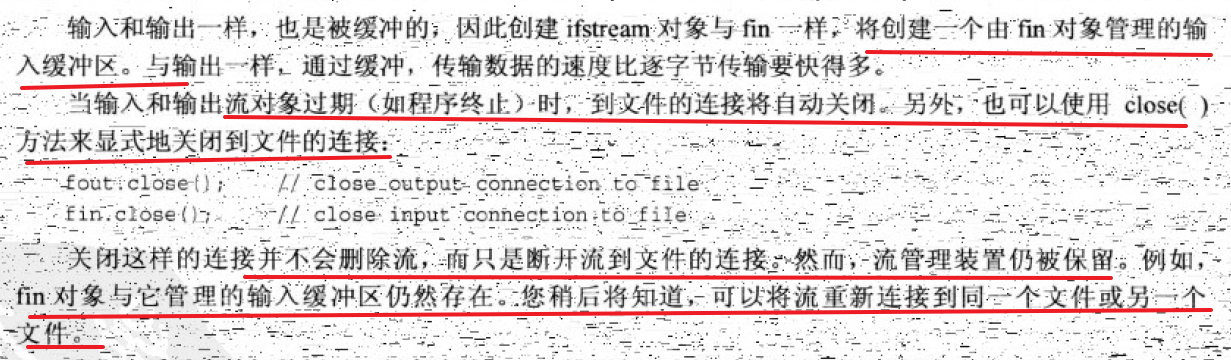 输入和输出一样，也是被缓冲的，因此创建 ifstream 对象与 fin 一样，将创建一个由 fin 对象管理的输
入缓冲区。与输出一样，通过缓冲，传输数据的速度比逐字节传输要快得多。
当输入和输出流对象过期（如程序终止）时，到文件的连接将自动关闭。另外，也可以使用 close( )
方法来显式地关闭到文件的连接：
fout.close(); // close output connection to file
fin.close(); // close input connection to file
关闭这样的连接并不会删除流，而只是断开流到文件的连接。然而，流管理装置仍被保留。例如，
fin 对象与它管理的输入缓冲区仍然存在。您稍后将知道，可以将流重新连接到同一个文件或另一个
文件。